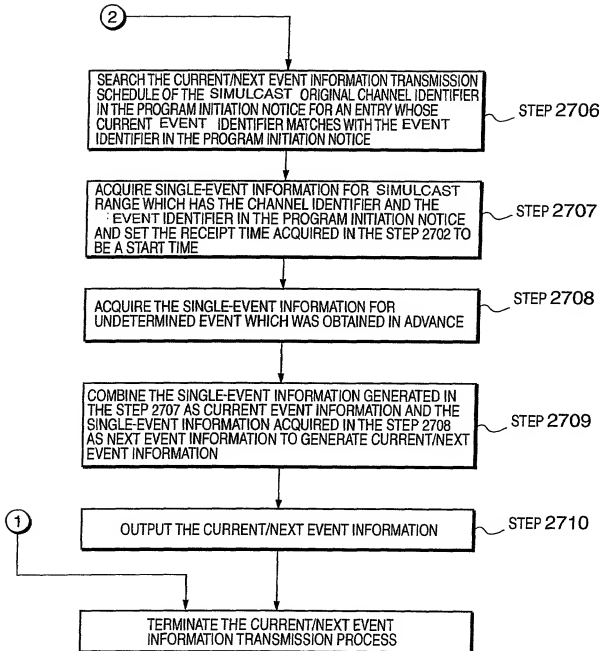 2
SEARCH THE CURRENT/NEXT EVENT INFORMATION TRANSMISSION
SCHEDULE OF THE SIMULCAST ORIGINAL CHANNEL IDENTIFIER
IN THE PROGRAM INITIATION NOTICE FOR AN ENTRY WHOSE
CURRENT EVENT IDENTIFIER MATCHES WITH THE EVENT
IDENTIFIER IN THE PROGRAM INITIATION NOTICE
STEP 2706
ACQUIRE SINGLE-EVENT INFORMATION FOR SIMULCAST
RANGE WHICH HAS THE CHANNEL IDENTIFIER AND THE
EVENT IDENTIFIER IN THE PROGRAM INITIATION NOTICE
AND SET THE RECEIPT TIME ACQUIRED IN THE STEP 2702 TO
BE A START TIME
STEP 2707
ACQUIRE THE SINGLE-EVENT INFORMATION FOR
UNDETERMINED EVENT WHICH WAS OBTAINED IN ADVANCE
STEP 2708
COMBINE THE SINGLE-EVENT INFORMATION GENERATED IN
THE STEP 2707 AS CURRENT EVENT INFORMATION AND THE
SINGLE-EVENT INFORMATION ACQUIRED IN THE STEP 2708
AS NEXT EVENT INFORMATION TO GENERATE CURRENT/NEXT
EVENT INFORMATION
STEP 2709
1
OUTPUT THE CURRENT/NEXT EVENT INFORMATION
STEP 2710
TERMINATE THE CURRENT/NEXT EVENT
INFORMATION TRANSMISSION PROCESS